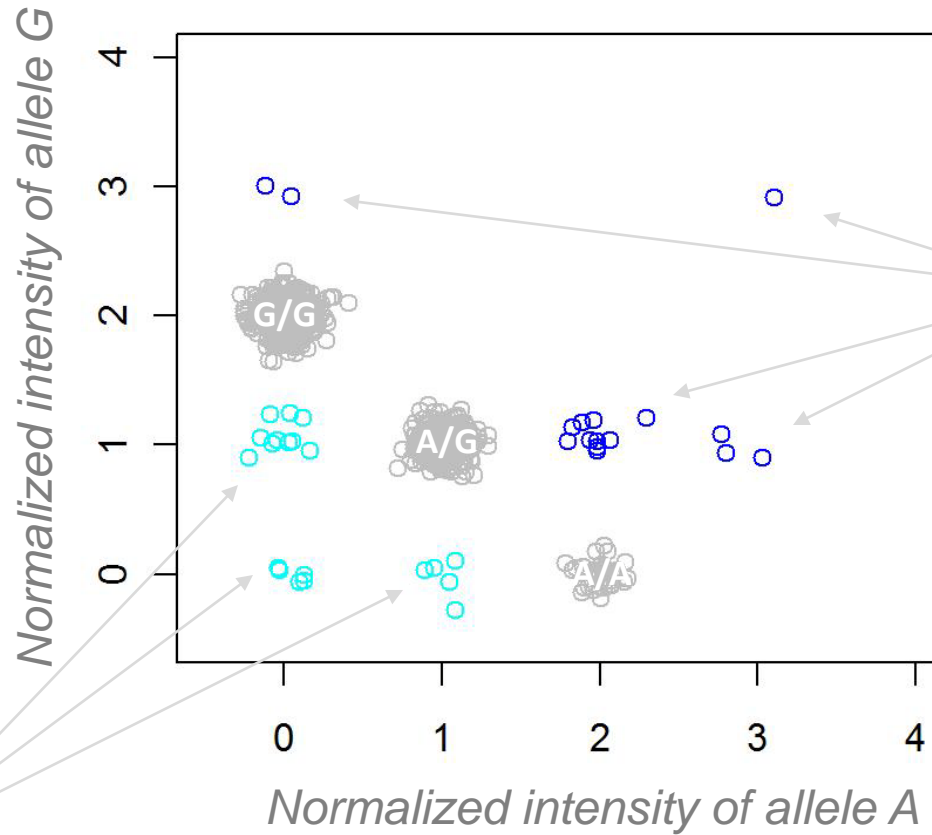 Normalized intensity of allele G
4
3
2
1
0
G/G
A/G
A/A
0 1 2 3 4
Normalized intensity of allele A